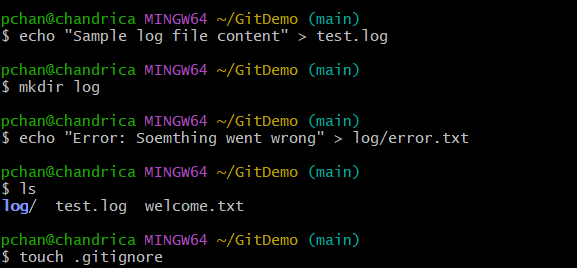 pchan@chandrica MINGW64 ~/GitDemo (main)
$ echo "Sample log file content" > test.log
pchan@chandrica MINGW64 ~/GitDemo (main)
$ mkdir log
pchan@chandrica MINGW64 ~/GitDemo (main)
$ echo "Error: Soemthing went wrong" > log/error.txt
pchan@chandrica MINGW64 ~/GitDemo (main)
$ ls
log/  test.log  welcome.txt
pchan@chandrica MINGW64 ~/GitDemo (main)
$ touch .gitignore